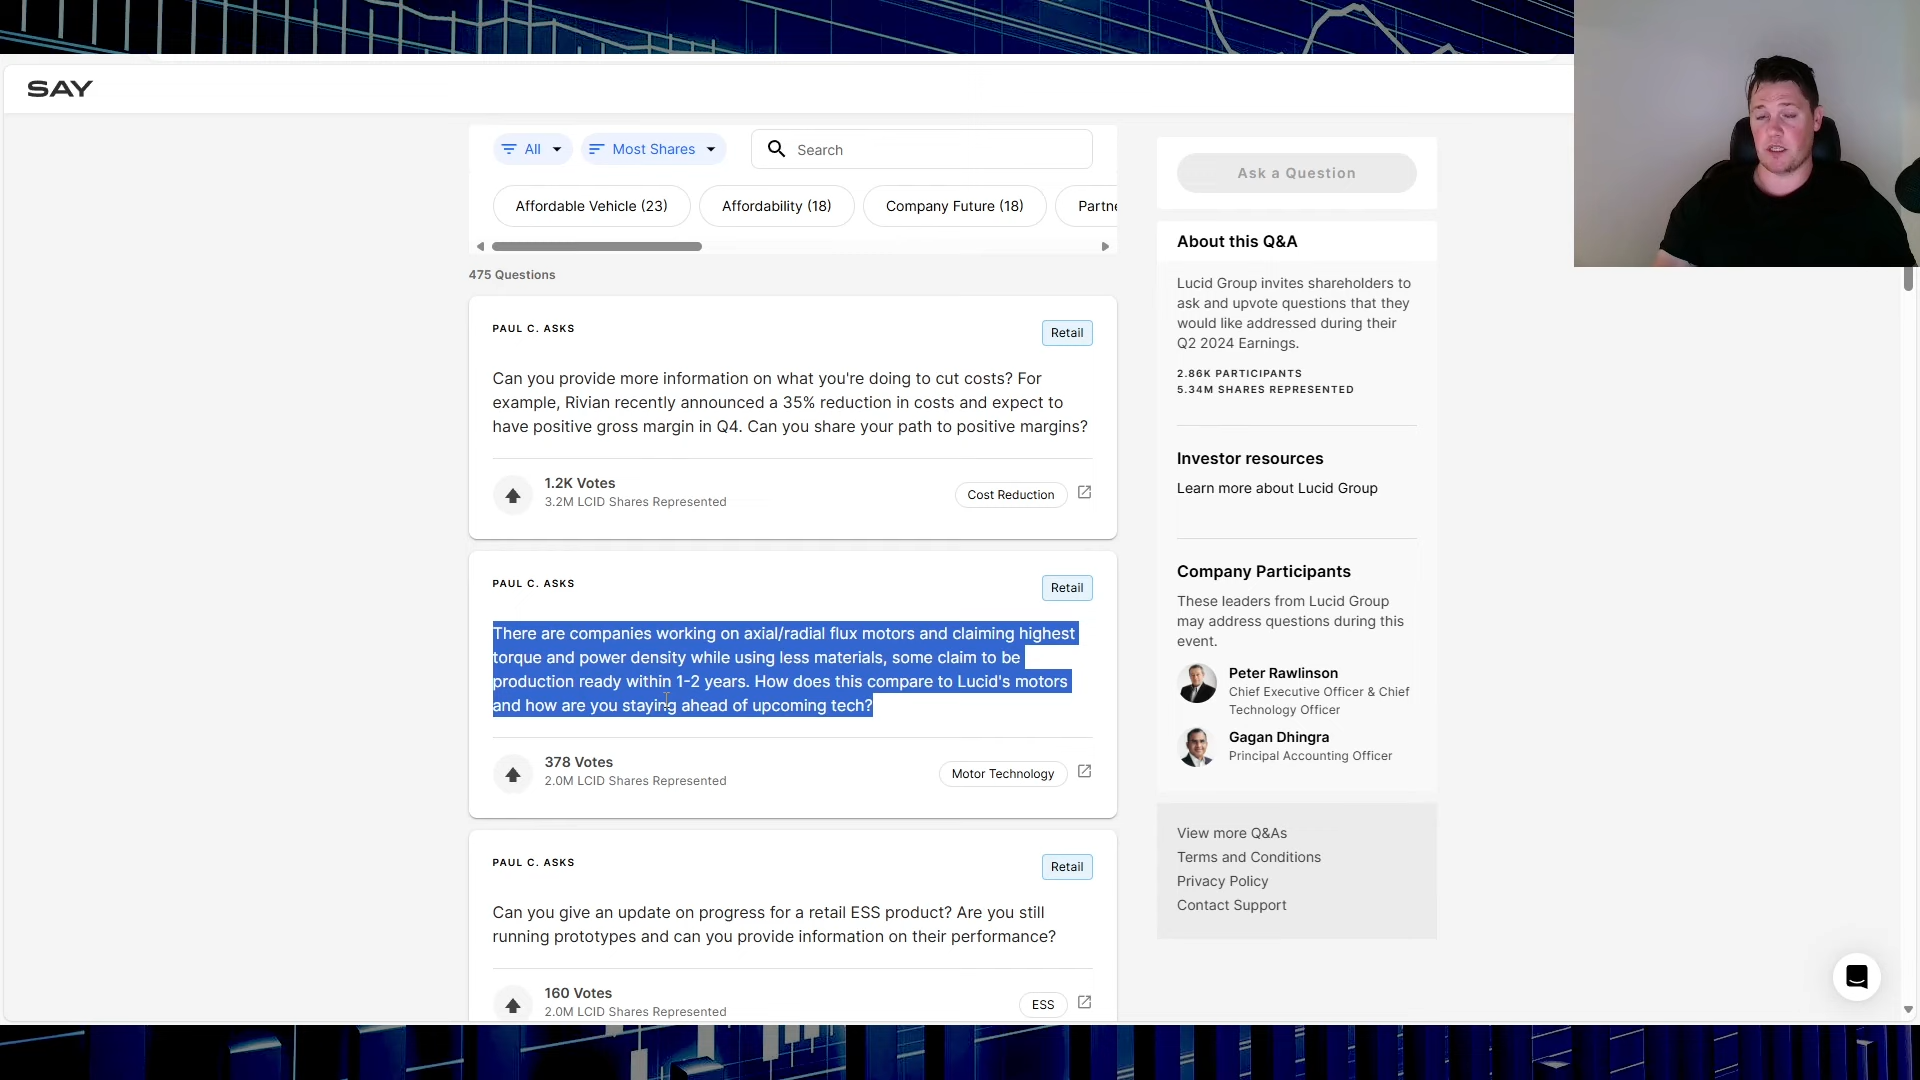 SAY
All
Most Shares
Search
Affordable Vehicle (23)
Affordability (18)
Company Future (18)
Partne
475 Questions
PAUL C. ASKS
Retail
Can you provide more information on what you're doing to cut costs? For
example, Rivian recently announced a 35% reduction in costs and expect to
have positive gross margin in Q4. Can you share your path to positive margins?
1.2K Votes
3.2M LCID Shares Represented
Cost Reduction
PAUL C. ASKS
Retail
There are companies working on axial/radial flux motors and claiming highest
torque and power density while using less materials, some claim to be
production ready within 1-2 years. How does this compare to Lucid's motors
and how are you staying ahead of upcoming tech?
378 Votes
2.0M LCID Shares Represented
Motor Technology
PAUL C. ASKS
Retail
Can you give an update on progress for a retail ESS product? Are you still
running prototypes and can you provide information on their performance?
160 Votes
2.0M LCID Shares Represented
ESS
Ask a Question
About this Q&A
Lucid Group invites shareholders to
ask and upvote questions that they
would like addressed during their
Q2 2024 Earnings.
2.86K PARTICIPANTS
5.34M SHARES REPRESENTED
Investor resources
Learn more about Lucid Group
Company Participants
These leaders from Lucid Group
may address questions during this
event.
Peter Rawlinson
Chief Executive Officer & Chief
Technology Officer
Gagan Dhingra
Principal Accounting Officer
View more Q&As
Terms and Conditions
Privacy Policy
Contact Support